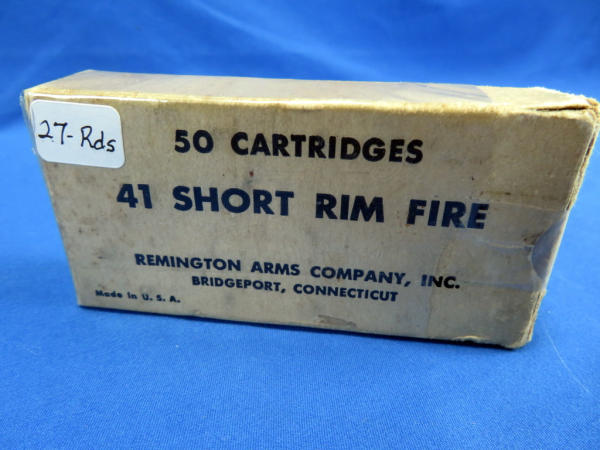 27-Rds
50 CARTRIDGES
41 SHORT RIM FIRE
REMINGTON ARMS COMPANY, INC.
BRIDGEPORT, CONNECTICUT
Made in U. S. A.